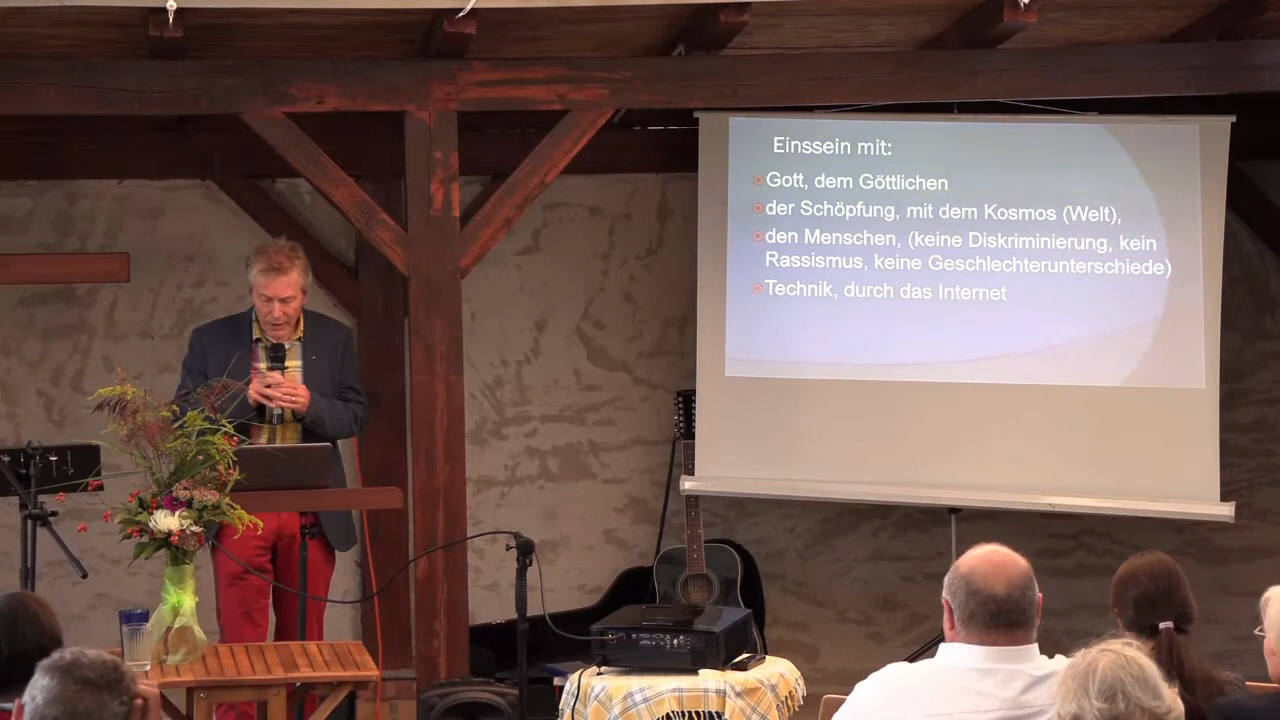 Einssein mit:
Gott, dem Göttlichen
der Schöpfung, mit dem Kosmos (Welt),
den Menschen, (keine Diskriminierung, kein
Rassismus, keine Geschlechterunterschiede)
Technik, durch das Internet